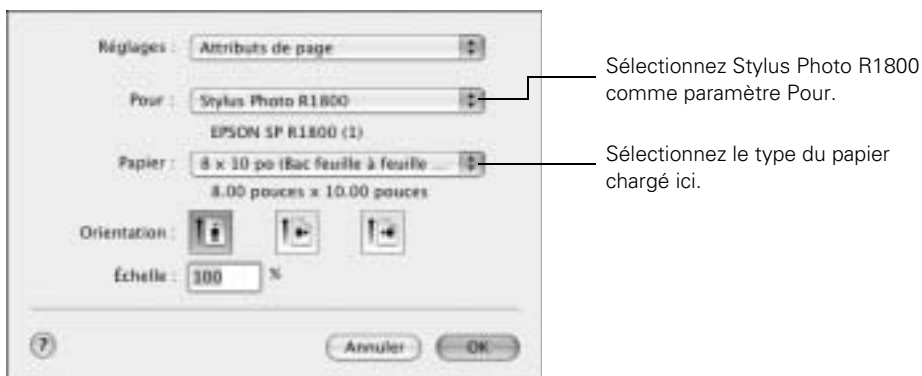 Réglages : Attributs de page
Pour : Stylus Photo R1800
EPSON SP R1800 (1)
Papier : 8 x 10 po (Bac feuille à feuille ...
8.00 pouces x 10.00 pouces
Orientation :
Échelle : 100 %
? Annuler OK
Sélectionnez Stylus Photo R1800
comme paramètre Pour.
Sélectionnez le type du papier
chargé ici.